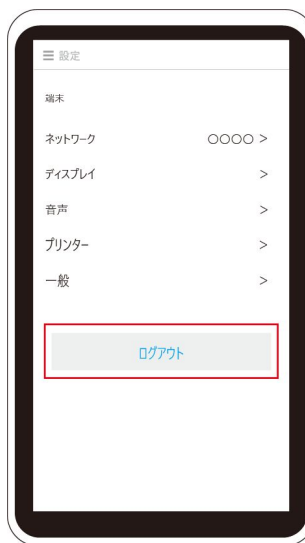 ☰ 設定
端末
ネットワーク ○○○○ >
ディスプレイ >
音声 >
プリンター >
一般 >
ログアウト